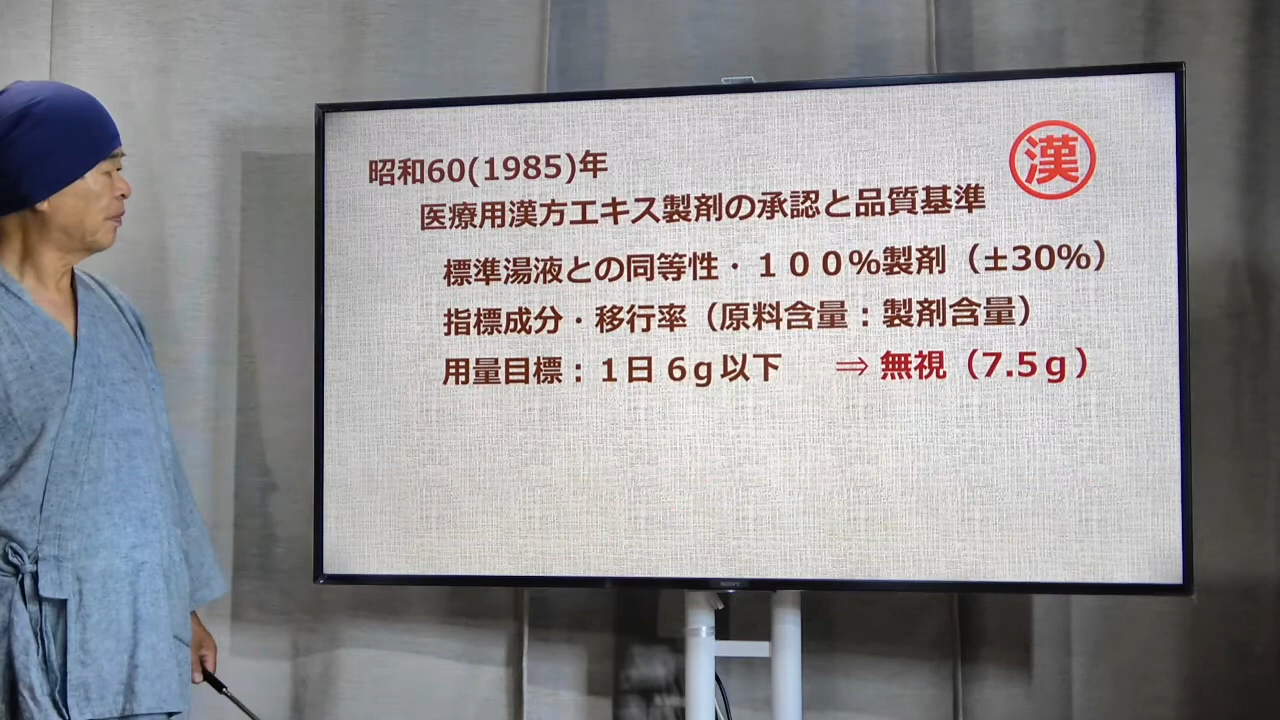 昭和60(1985)年
漢
医療用漢方エキス製剤の承認と品質基準
標準湯液との同等性・１００％製剤（±30%）
指標成分・移行率（原料含量：製剤含量）
用量目標：１日６g以下　⇒ 無視（7.5g）
SONY